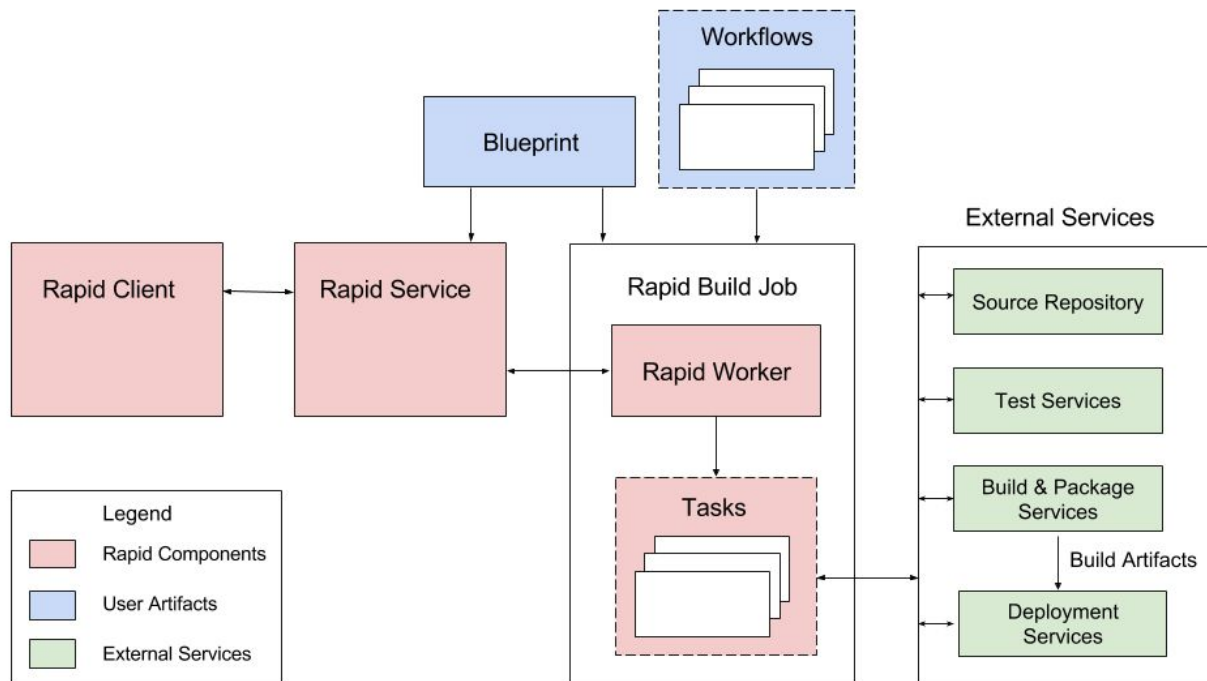 Workflows
Blueprint
External Services
Rapid Client
Rapid Service
Rapid Build Job
Source Repository
Rapid Worker
Test Services
Build & Package
Services
Tasks
Build Artifacts
Deployment
Services
Legend
Rapid Components
User Artifacts
External Services